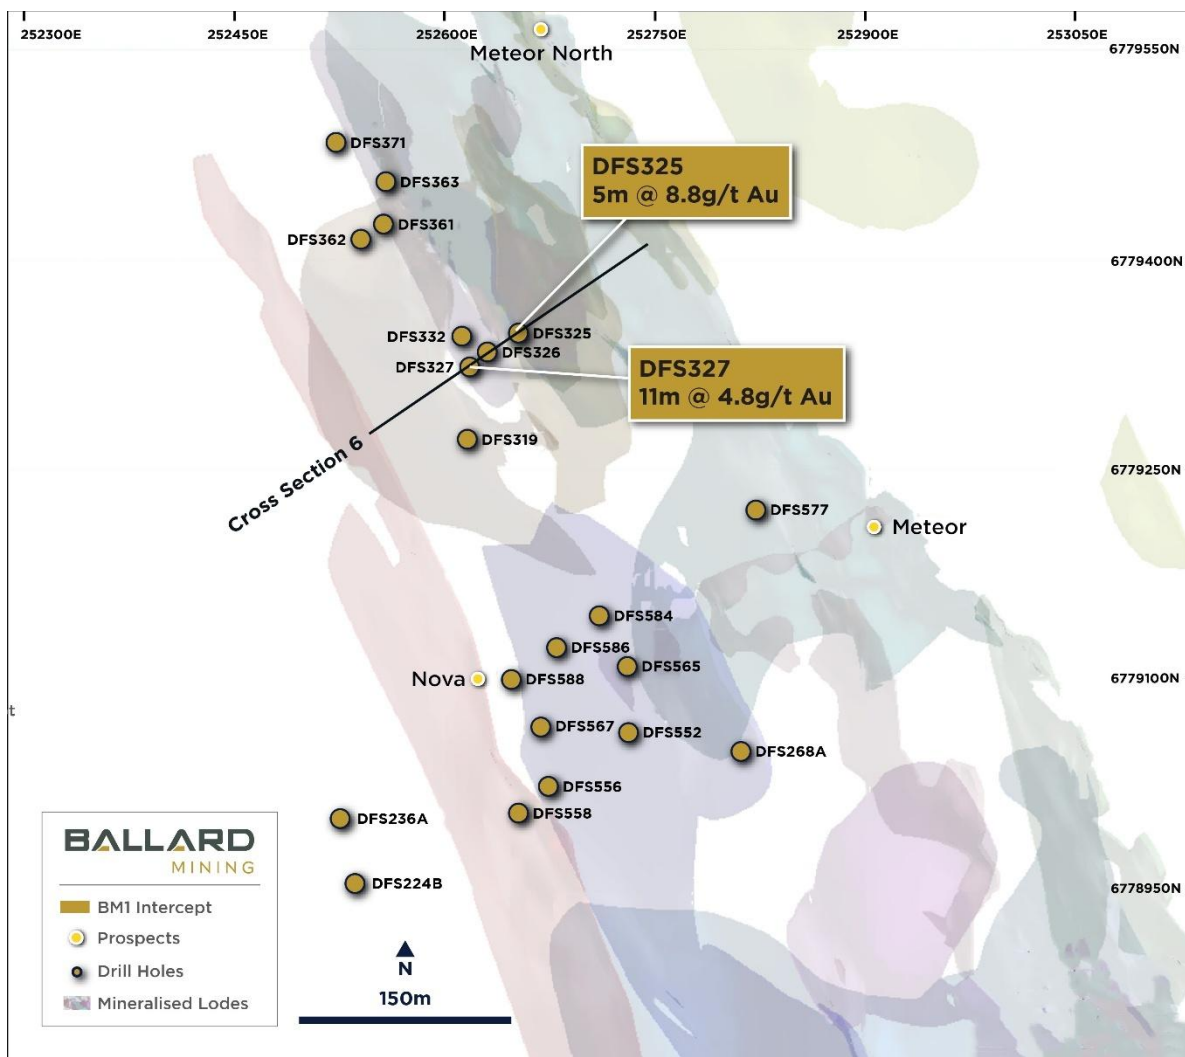 252300E 252450E 252600E 252750E 252900E 253050E
6779550N
Meteor North
DFS371
DFS363
DFS361
DFS362
DFS325
5m @ 8.8g/t Au
6779400N
DFS332
DFS325
DFS326
DFS327
DFS327
11m @ 4.8g/t Au
DFS319
Cross Section 6
6779250N
DFS577
Meteor
DFS584
DFS586
DFS565
Nova
DFS588
6779100N
t
DFS567
DFS552
DFS268A
DFS556
DFS558
DFS236A
DFS224B
6778950N
BALLARD
MINING
BM1 Intercept
Prospects
Drill Holes
Mineralised Lodes
N
150m